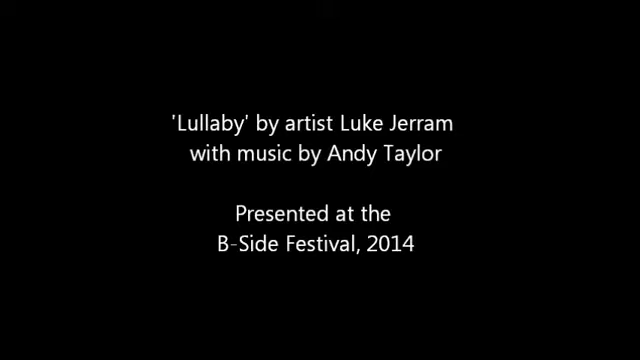 'Lullaby' by artist Luke Jerram
with music by Andy Taylor
Presented at the
B-Side Festival, 2014